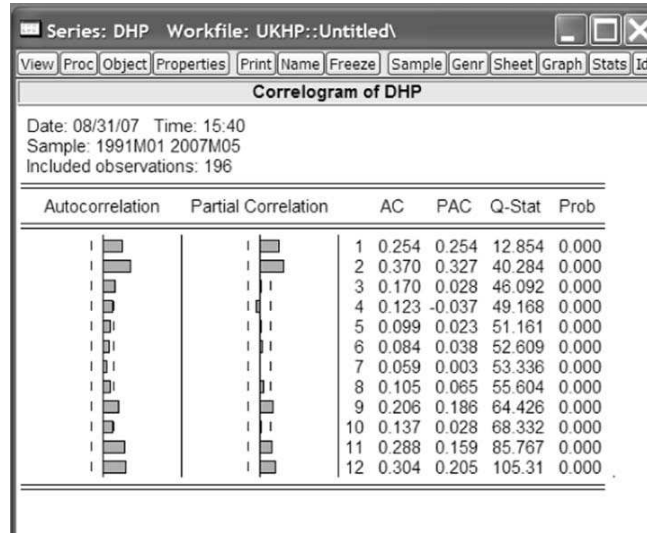 Series: DHP Workfile: UKHP::Untitled\
View Proc Object Properties Print Name Freeze Sample Genr Sheet Graph Stats Id
Correlogram of DHP
Date: 08/31/07 Time: 15:40
Sample: 1991M01 2007M05
Included observations: 196
Autocorrelation Partial Correlation AC PAC Q-Stat Prob
1 0.254 0.254 12.854 0.000
2 0.370 0.327 40.284 0.000
3 0.170 0.028 46.092 0.000
4 0.123 -0.037 49.168 0.000
5 0.099 0.023 51.161 0.000
6 0.084 0.038 52.609 0.000
7 0.059 0.003 53.336 0.000
8 0.105 0.065 55.604 0.000
9 0.206 0.186 64.426 0.000
10 0.137 0.028 68.332 0.000
11 0.288 0.159 85.767 0.000
12 0.304 0.205 105.31 0.000